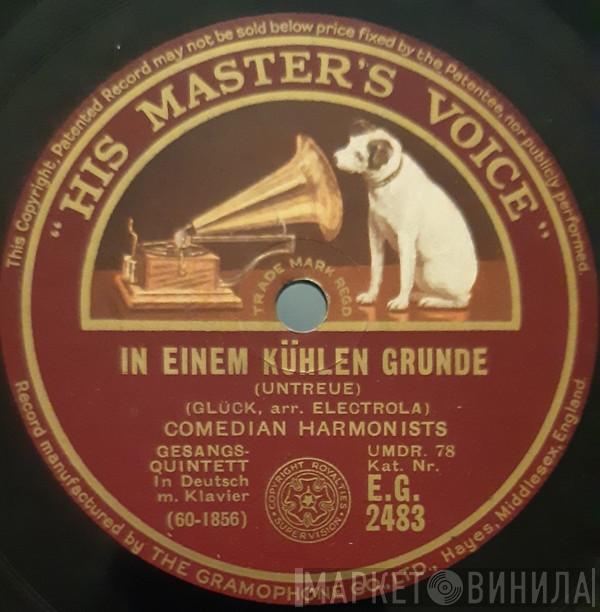 This Copyright, Patented Record may not be sold below price fixed by the Patentee, nor publicly performed.
"HIS MASTER'S VOICE"
TRADE MARK REGD
IN EINEM KÜHLEN GRUNDE
(UNTREUE)
(GLÜCK, arr. ELECTROLA)
COMEDIAN HARMONISTS
GESANGS-
QUINTETT
In Deutsch
m. Klavier
(60-1856)
COPYRIGHT ROYALTIES
SUPERVISION
UMDR. 78
Kat. Nr.
E.G.
2483
Record manufactured by THE GRAMOPHONE CO., LTD., Hayes, Middlesex, England.
МАРКЕТ ВИНИЛА